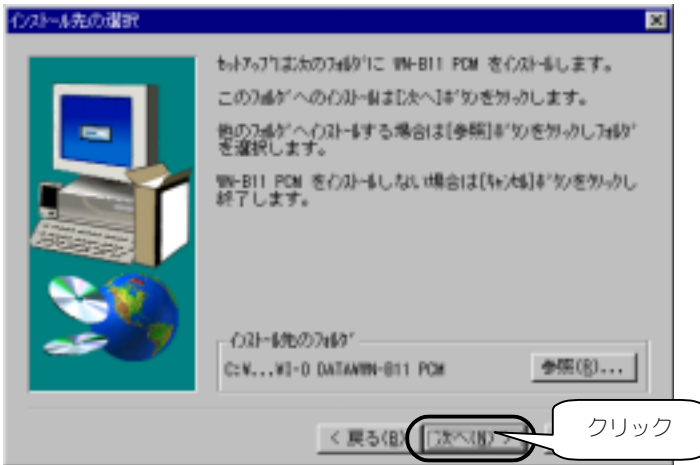 インストール先の選択
セットアップは次のフォルダに WN-B11 PCM をインストールします。
このフォルダへのインストールは[次へ]ボタンをクリックします。
他のフォルダへインストールする場合は[参照]ボタンをクリックしフォルダ
を選択します。
WN-B11 PCM をインストールしない場合は[キャンセル]ボタンをクリックし
終了します。
インストール先のフォルダ
C:¥...¥I-O DATA¥WN-B11 PCM
参照(R)...
< 戻る(B)
次へ(N) >
クリック